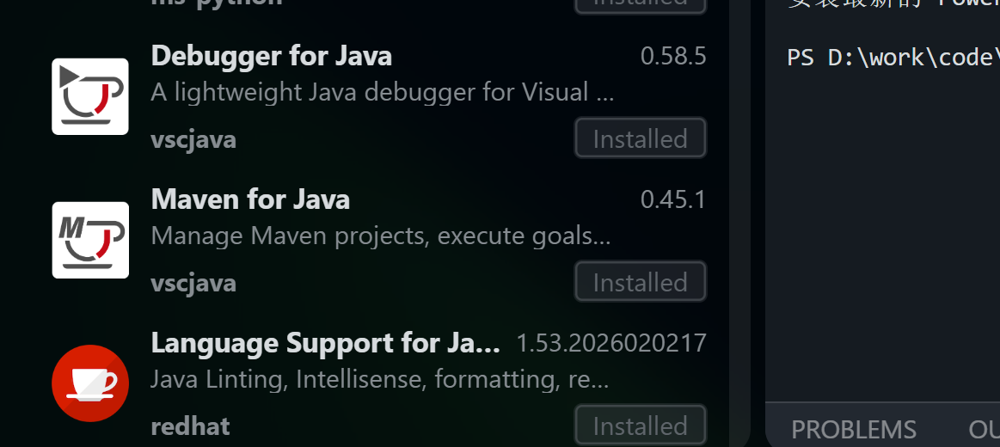 ms-python
Installed
Debugger for Java 0.58.5
A lightweight Java debugger for Visual ...
vscjava Installed
Maven for Java 0.45.1
Manage Maven projects, execute goals...
vscjava Installed
Language Support for Ja... 1.53.2026020217
Java Linting, Intellisense, formatting, re...
redhat Installed
安装最新的 Power
PS D:\work\code\
PROBLEMS OU